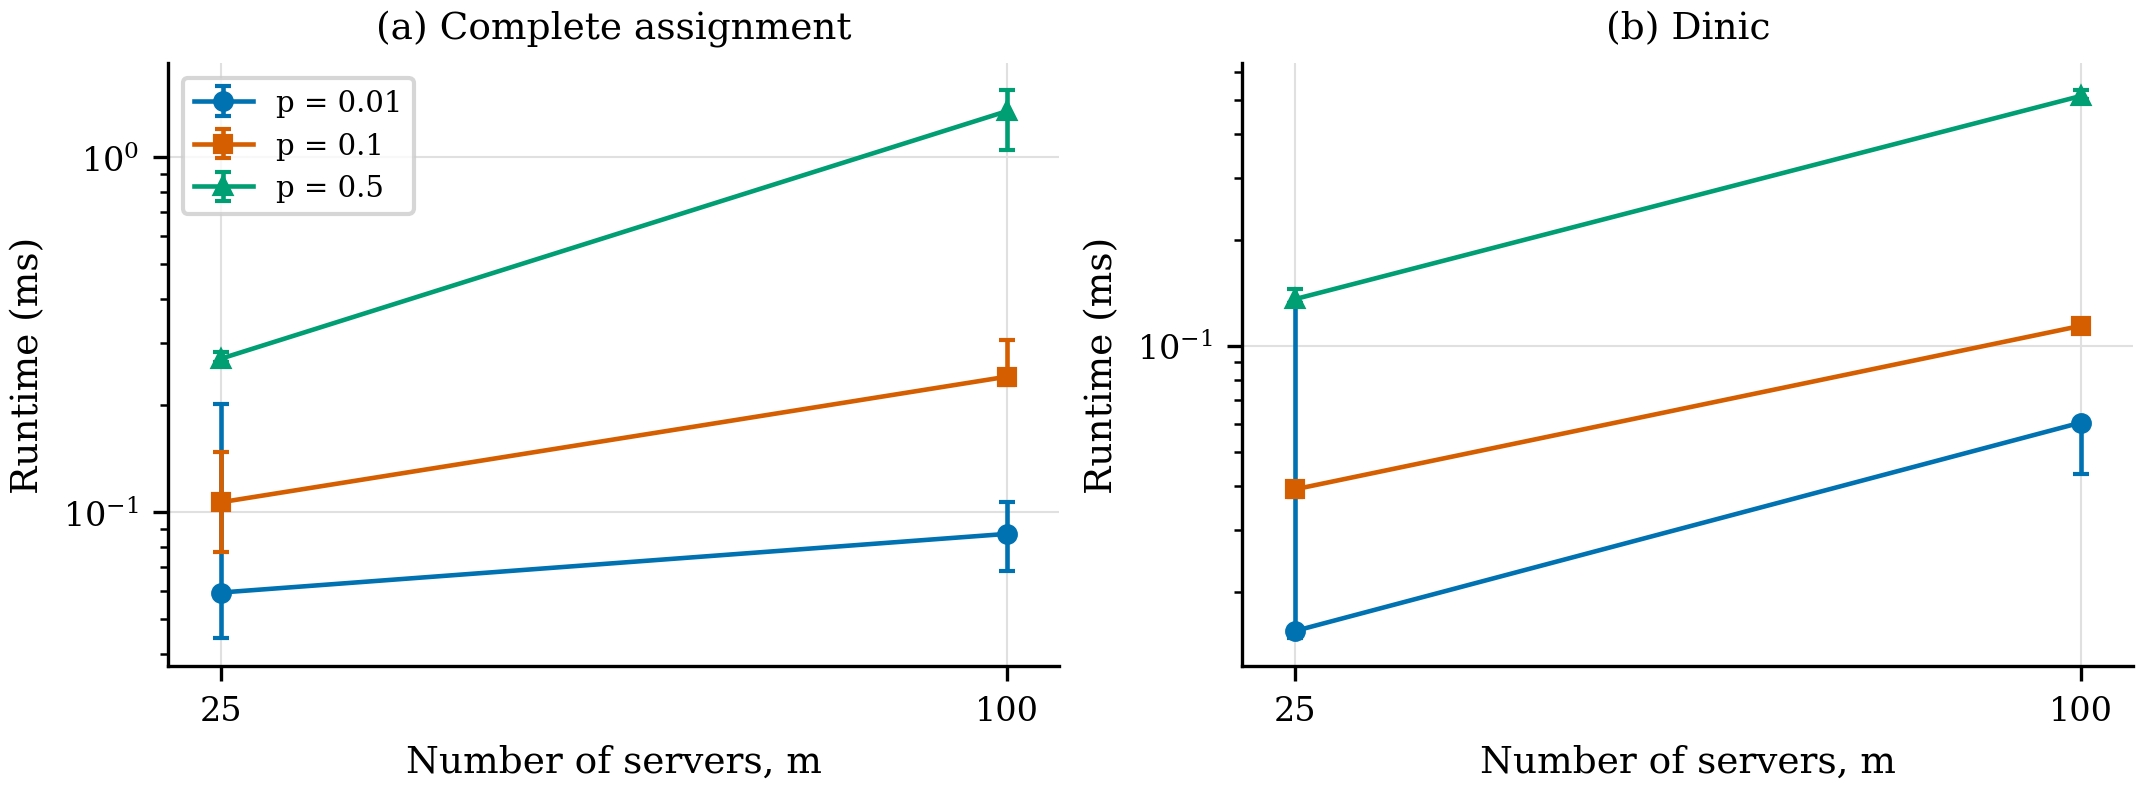 (a) Complete assignment
p = 0.01
p = 0.1
p = 0.5
10⁰
10⁻¹
Runtime (ms)
25
100
Number of servers, m
(b) Dinic
10⁻¹
Runtime (ms)
25
100
Number of servers, m